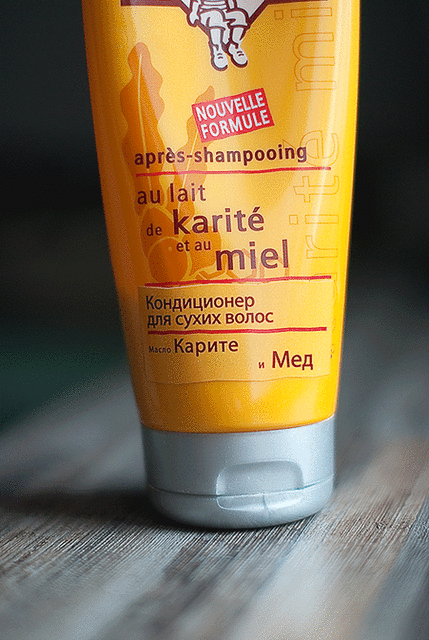 NOUVELLE
FORMULE
après-shampooing
au lait
de karité
et au
miel
Кондиционер
для сухих волос
Масло Карите
и Мед